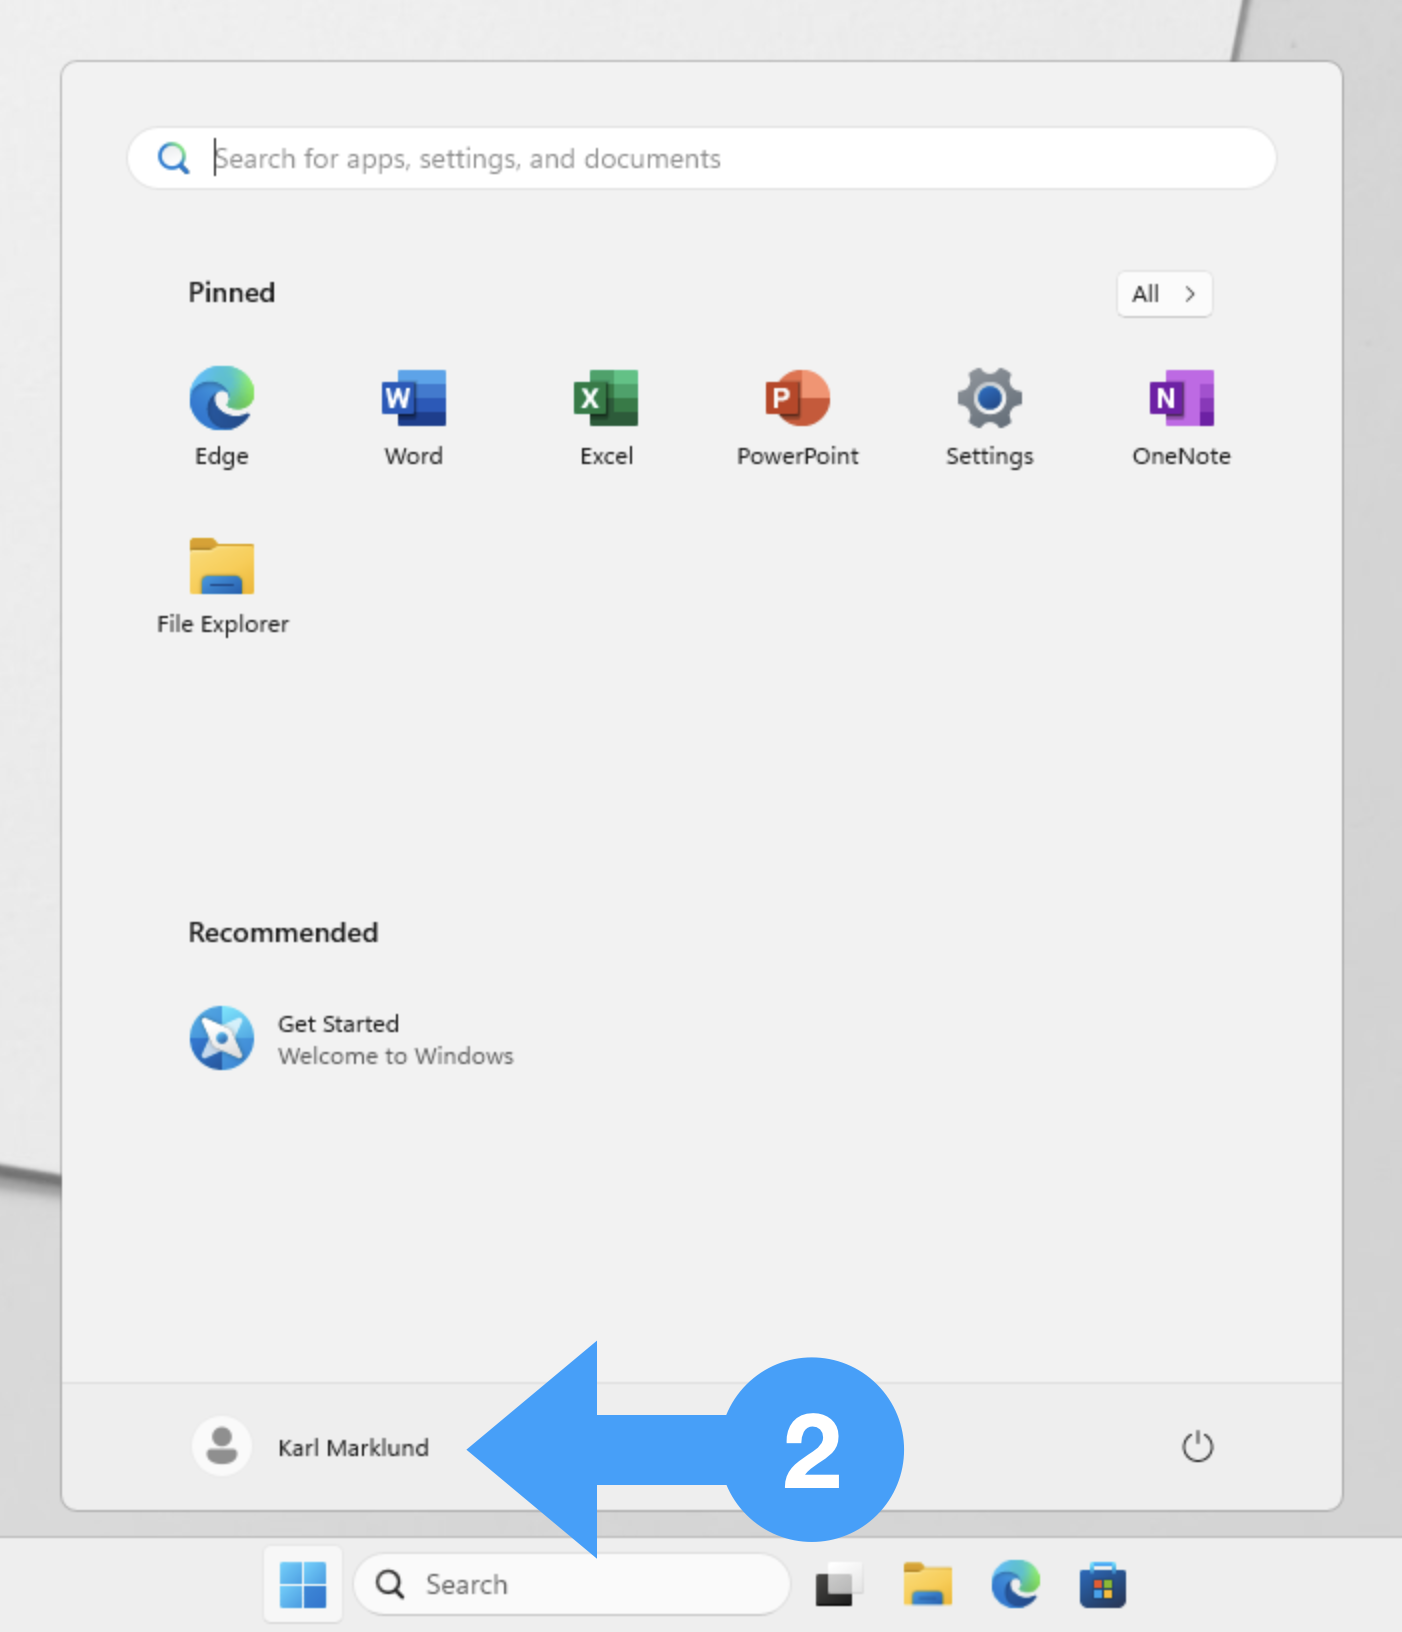 Search for apps, settings, and documents
Pinned
All
Edge
Word
Excel
PowerPoint
Settings
OneNote
File Explorer
Recommended
Get Started
Welcome to Windows
Karl Marklund
2
Search